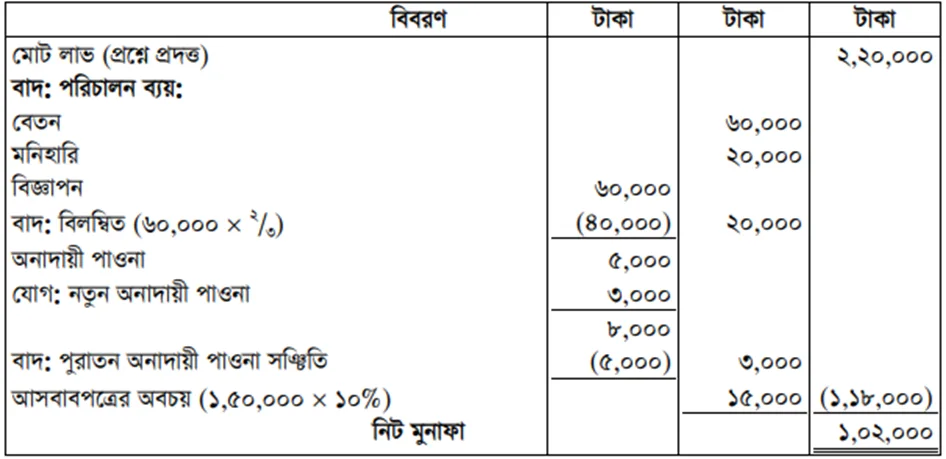 বিবরণ টাকা টাকা টাকা
মোট লাভ (প্রশ্নে প্রদত্ত) ২,২০,০০০
বাদ: পরিচালন ব্যয়:
বেতন ৬০,০০০
মনিহারি ২০,০০০
বিজ্ঞাপন ৬০,০০০
বাদ: বিলম্বিত (৬০,০০০ × ২/৩) (৪০,০০০) ২০,০০০
অনাদায়ী পাওনা ৫,০০০
যোগ: নতুন অনাদায়ী পাওনা ৩,০০০
৮,০০০
বাদ: পুরাতন অনাদায়ী পাওনা সঞ্চিতি (৫,০০০) ৩,০০০
আসবাবপত্রের অবচয় (১,৫০,০০০ × ১০%) ১৫,০০০ (১,১৮,০০০)
নিট মুনাফা ১,০২,০০০